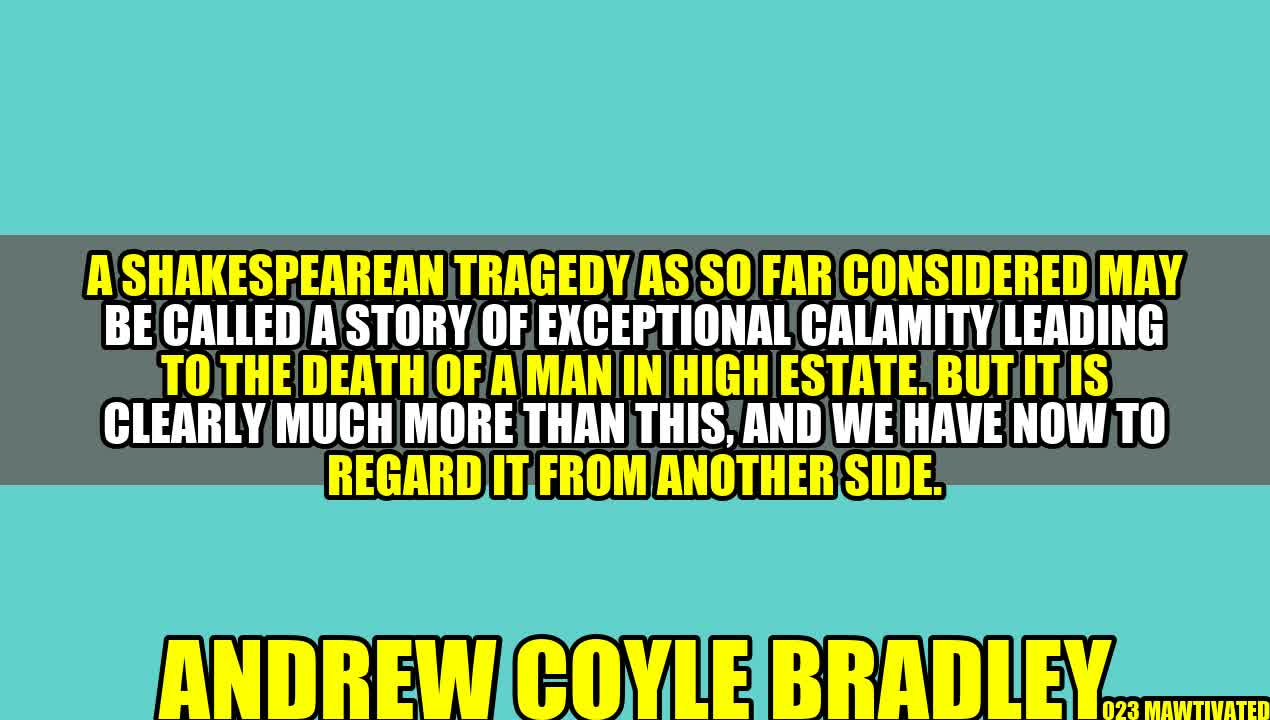 A SHAKESPEAREAN TRAGEDY AS SO FAR CONSIDERED MAY
BE CALLED A STORY OF EXCEPTIONAL CALAMITY LEADING
TO THE DEATH OF A MAN IN HIGH ESTATE. BUT IT IS
CLEARLY MUCH MORE THAN THIS, AND WE HAVE NOW TO
REGARD IT FROM ANOTHER SIDE.
ANDREW COYLE BRADLEY
023 MAWTIVATED